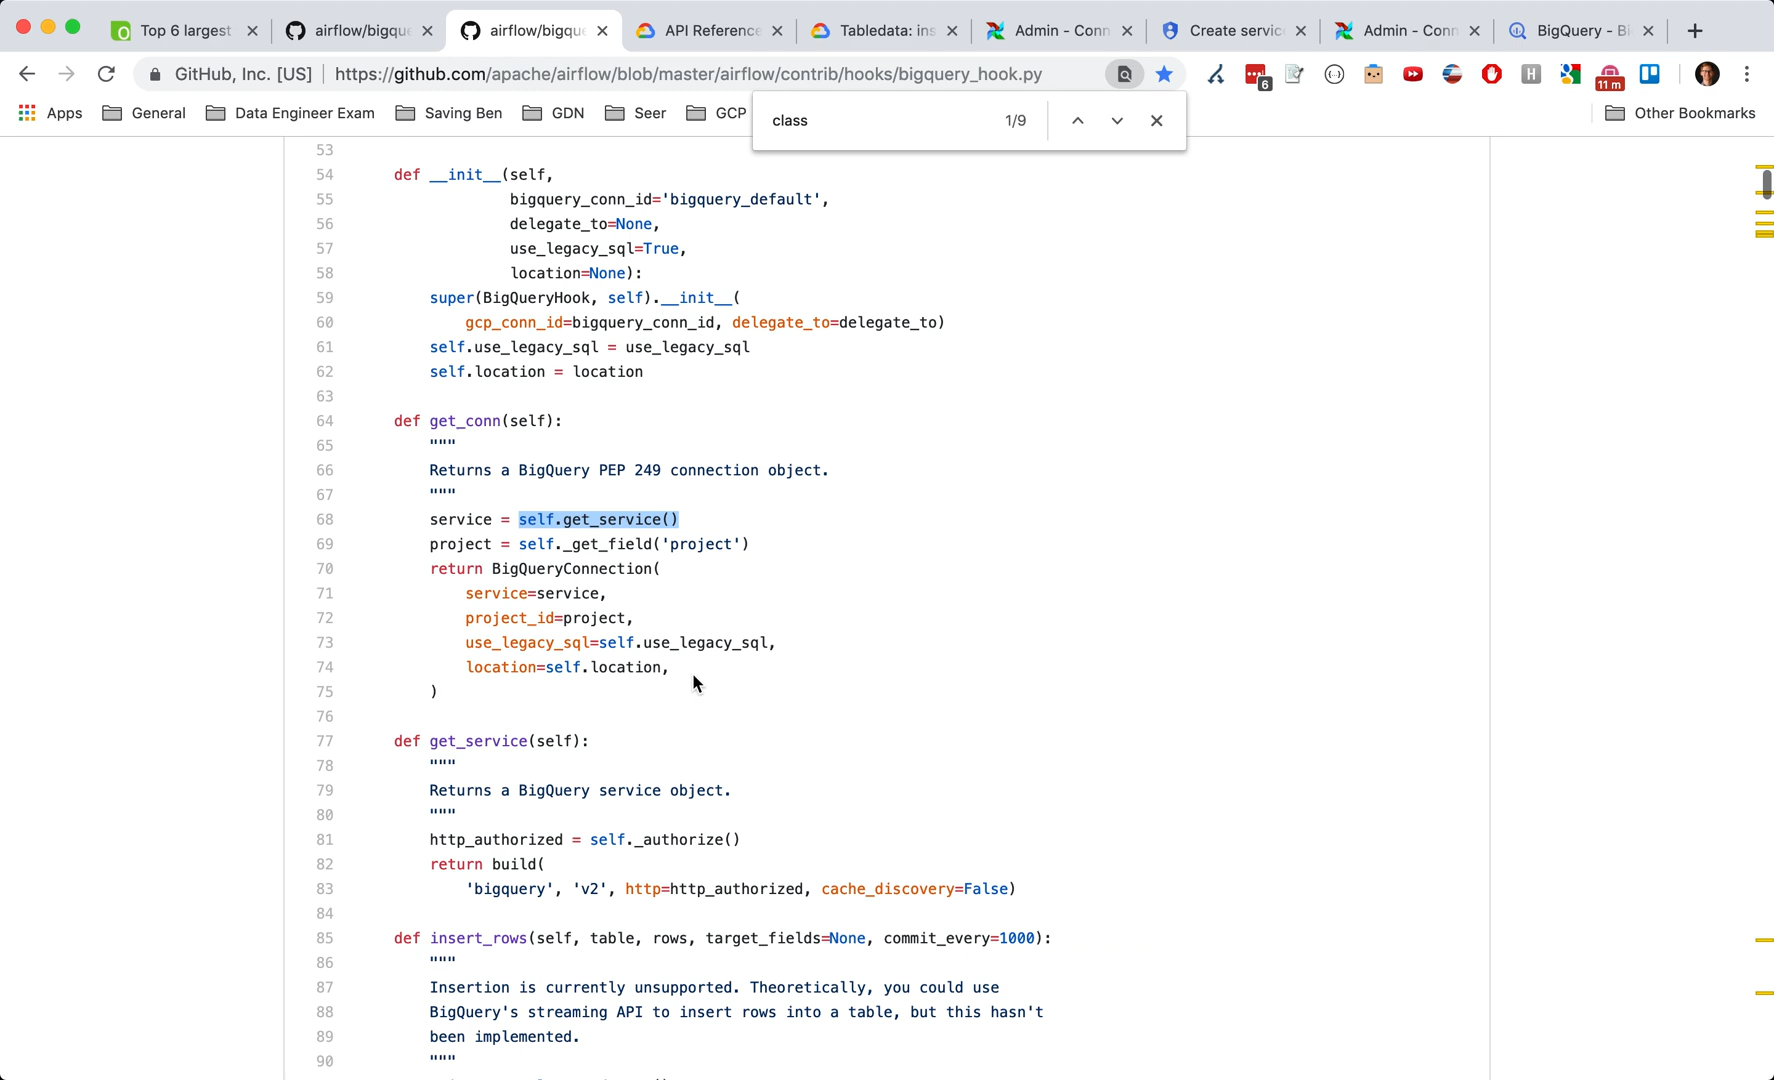 Top 6 largest
airflow/bigque
airflow/bigque
API Reference
Tabledata: ins
Admin - Conn
Create servic
Admin - Conn
BigQuery - Bi
GitHub, Inc. [US]
https://github.com/apache/airflow/blob/master/airflow/contrib/hooks/bigquery_hook.py
6
H
11 m
Apps
General
Data Engineer Exam
Saving Ben
GDN
Seer
GCP
Other Bookmarks
class 1/9
53
54 def __init__(self,
55 bigquery_conn_id='bigquery_default',
56 delegate_to=None,
57 use_legacy_sql=True,
58 location=None):
59 super(BigQueryHook, self).__init__(
60 gcp_conn_id=bigquery_conn_id, delegate_to=delegate_to)
61 self.use_legacy_sql = use_legacy_sql
62 self.location = location
63
64 def get_conn(self):
65 """
66 Returns a BigQuery PEP 249 connection object.
67 """
68 service = self.get_service()
69 project = self._get_field('project')
70 return BigQueryConnection(
71 service=service,
72 project_id=project,
73 use_legacy_sql=self.use_legacy_sql,
74 location=self.location,
75 )
76
77 def get_service(self):
78 """
79 Returns a BigQuery service object.
80 """
81 http_authorized = self._authorize()
82 return build(
83 'bigquery', 'v2', http=http_authorized, cache_discovery=False)
84
85 def insert_rows(self, table, rows, target_fields=None, commit_every=1000):
86 """
87 Insertion is currently unsupported. Theoretically, you could use
88 BigQuery's streaming API to insert rows into a table, but this hasn't
89 been implemented.
90 """